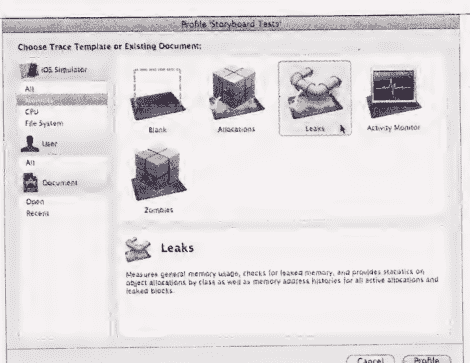 Profile 'Storyboard Tests'
Choose Trace Template or Existing Document:
iOS Simulator
All
CPU
File System
User
All
Document
Open
Recent
Blank
Allocations
Leaks
Activity Monitor
Zombies
Leaks
Measures general memory usage, checks for leaked memory, and provides statistics on
object allocations by class as well as memory address histories for all active allocations and
leaked blocks.
Cancel
Profile